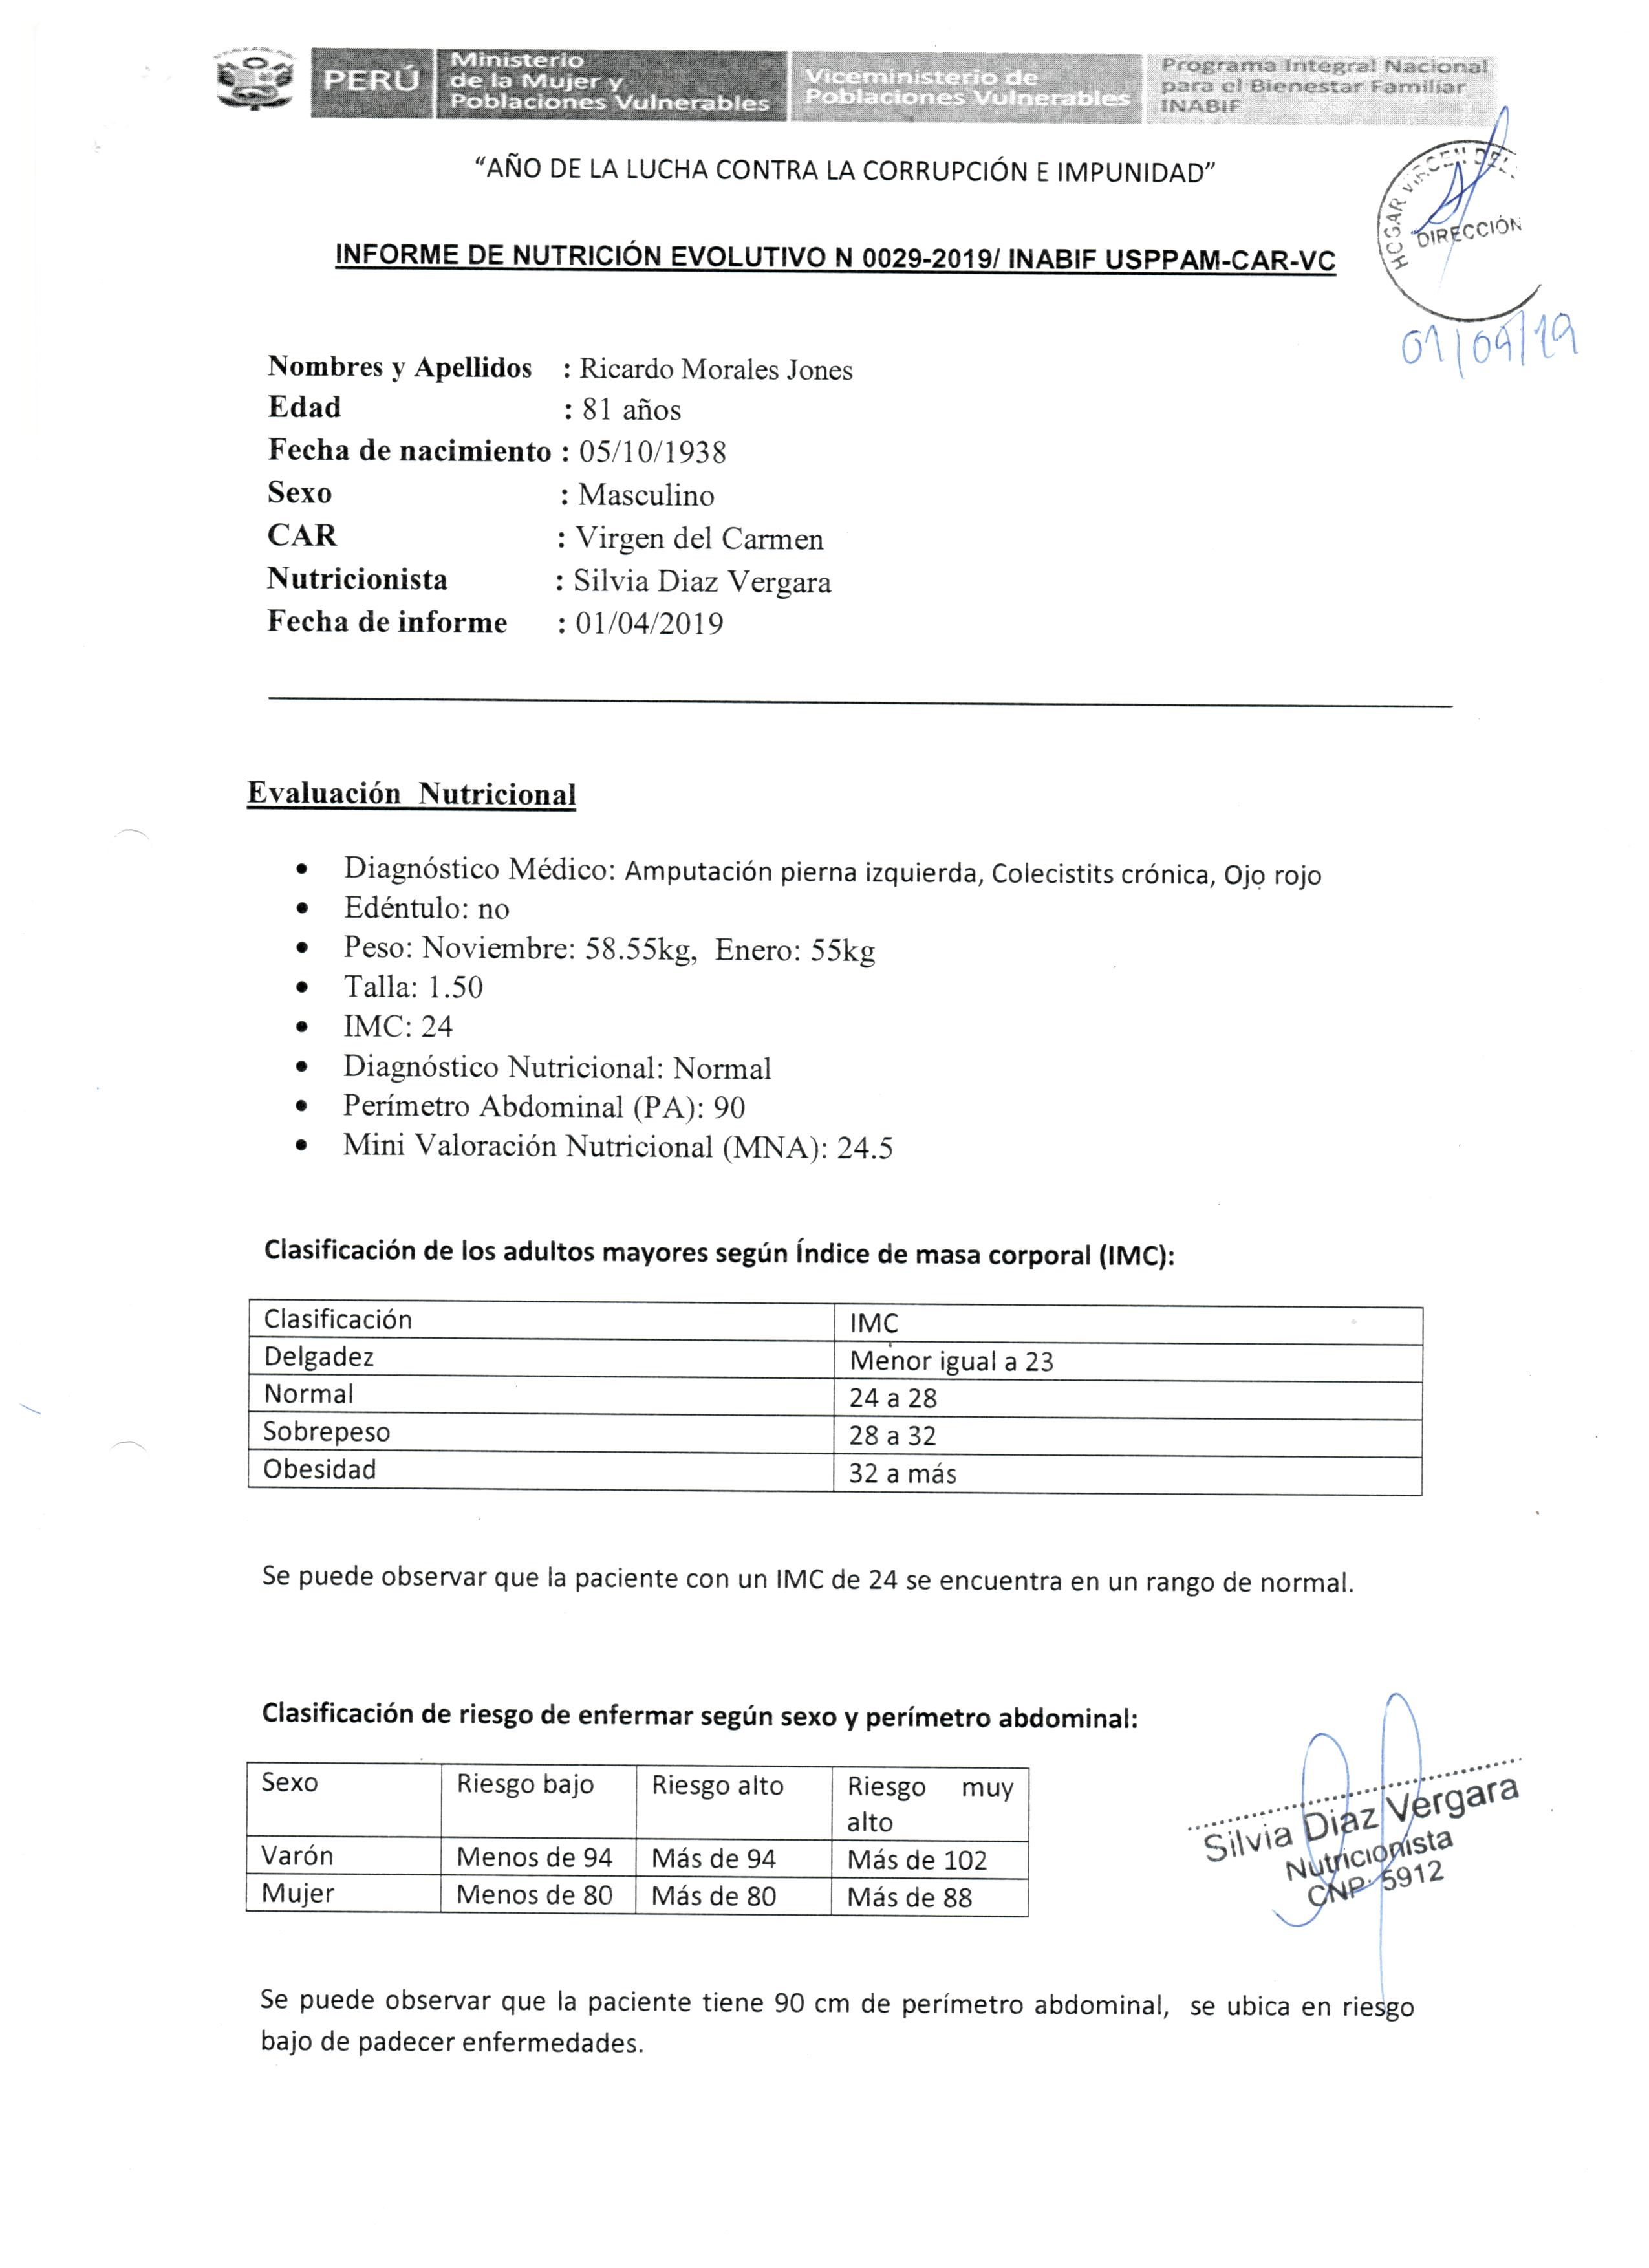 PERÚ
Ministerio
de la Mujer y
Poblaciones Vulnerables
Viceministerio de
Poblaciones Vulnerables
Programa Integral Nacional
para el Bienestar Familiar
INABIF
“AÑO DE LA LUCHA CONTRA LA CORRUPCIÓN E IMPUNIDAD”
HOGAR VIRGEN DEL
DIRECCIÓN
01/04/19
INFORME DE NUTRICIÓN EVOLUTIVO N 0029-2019/ INABIF USPPAM-CAR-VC
Nombres y Apellidos : Ricardo Morales Jones
Edad : 81 años
Fecha de nacimiento : 05/10/1938
Sexo : Masculino
CAR : Virgen del Carmen
Nutricionista : Silvia Diaz Vergara
Fecha de informe : 01/04/2019
Evaluación Nutricional
• Diagnóstico Médico: Amputación pierna izquierda, Colecistits crónica, Ojo rojo
• Edéntulo: no
• Peso: Noviembre: 58.55kg, Enero: 55kg
• Talla: 1.50
• IMC: 24
• Diagnóstico Nutricional: Normal
• Perímetro Abdominal (PA): 90
• Mini Valoración Nutricional (MNA): 24.5
Clasificación de los adultos mayores según Índice de masa corporal (IMC):
Clasificación IMC
Delgadez Menor igual a 23
Normal 24 a 28
Sobrepeso 28 a 32
Obesidad 32 a más
Se puede observar que la paciente con un IMC de 24 se encuentra en un rango de normal.
Clasificación de riesgo de enfermar según sexo y perímetro abdominal:
Sexo Riesgo bajo Riesgo alto Riesgo muy
alto
Varón Menos de 94 Más de 94 Más de 102
Mujer Menos de 80 Más de 80 Más de 88
Silvia Diaz Vergara
Nutricionista
CNP: 5912
Se puede observar que la paciente tiene 90 cm de perímetro abdominal, se ubica en riesgo
bajo de padecer enfermedades.